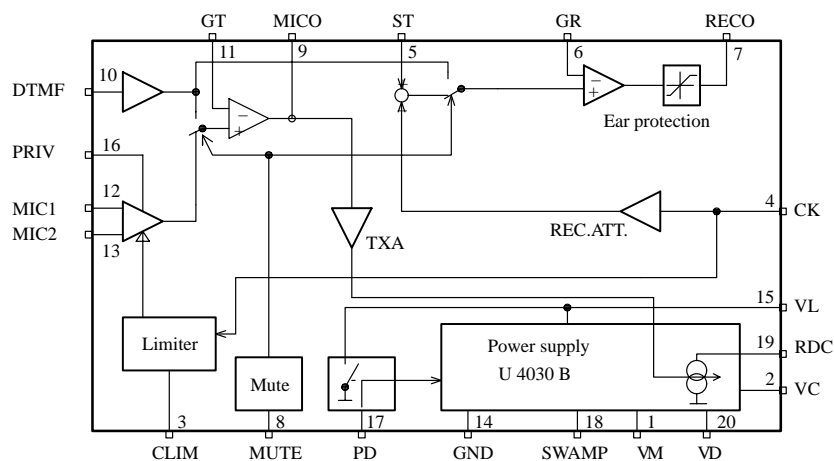 GT MICO ST GR RECO
11 9 5 6 7
10
DTMF
− +
+ +
− +
Ear protection
PRIV 16
12
MIC1
MIC2
13
4
CK
REC.ATT.
TXA
15
VL
Limiter
Power supply
U 4030 B
19
RDC
2
VC
Mute
3 8 17 14 18 1 20
CLIM MUTE PD GND SWAMP VM VD